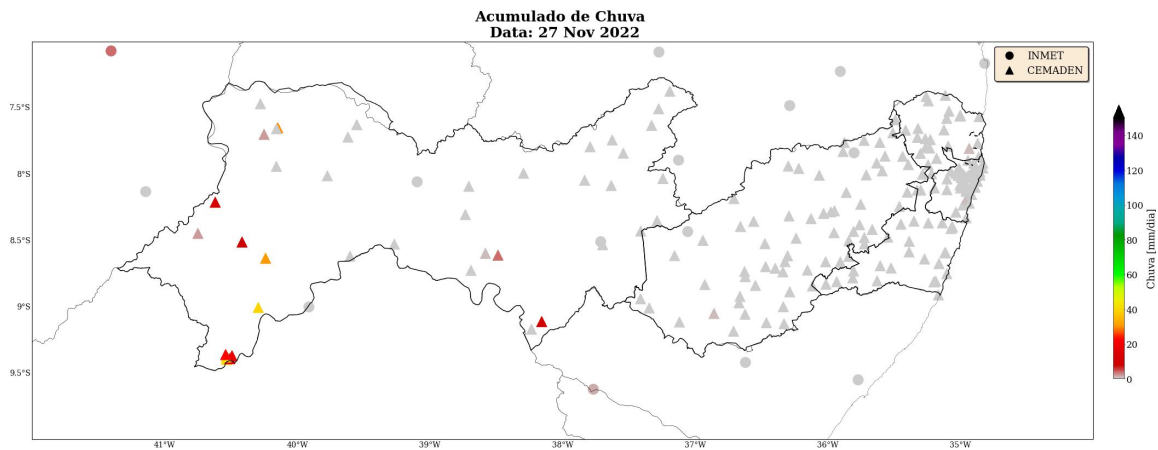 Acumulado de Chuva
Data: 27 Nov 2022
INMET
CEMADEN
7.5°S
8°S
8.5°S
9°S
9.5°S
41°W
40°W
39°W
38°W
37°W
36°W
35°W
140
120
100
80
60
40
20
0
Chuva [mm/dia]